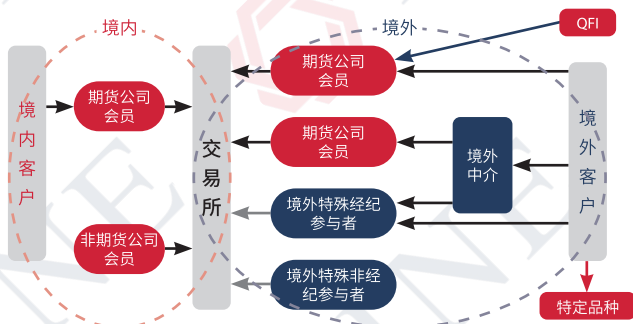 境内
境外
QFI
境内客户
期货公司
会员
非期货公司
会员
交易所
期货公司
会员
期货公司
会员
境外特殊经纪
参与者
境外特殊非经
纪参与者
境外
中介
境外客户
特定品种